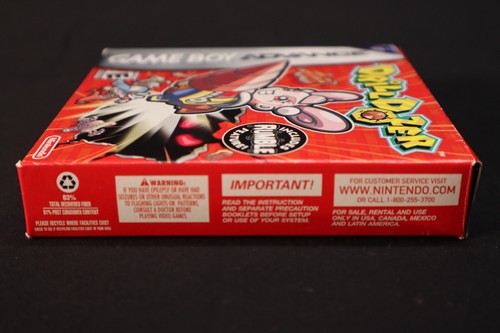 GAME BOY ADVANCE
DRILL DOZER
INCLUDES
RUMBLE
Nintendo
83%
TOTAL RECOVERED FIBER
PLEASE RECYCLE WHERE FACILITIES EXIST
WARNING:
IF YOU HAVE EPILEPSY OR HAVE HAD
SEIZURES OR OTHER UNUSUAL REACTIONS
TO FLASHING LIGHTS OR PATTERNS,
CONSULT A DOCTOR BEFORE
PLAYING VIDEO GAMES.
IMPORTANT!
READ THE INSTRUCTION
AND SEPARATE PRECAUTION
BOOKLETS BEFORE SETUP
OR USE OF YOUR SYSTEM.
FOR CUSTOMER SERVICE VISIT
WWW.NINTENDO.COM
OR CALL 1-800-255-3700
FOR SALE, RENTAL AND USE
ONLY IN USA, CANADA, MEXICO
AND LATIN AMERICA.